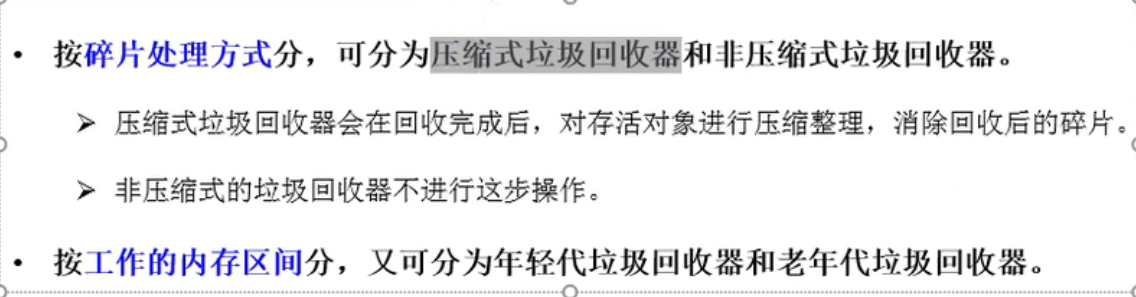 • 按碎片处理方式分，可分为压缩式垃圾回收器和非压缩式垃圾回收器。
➢ 压缩式垃圾回收器会在回收完成后，对存活对象进行压缩整理，消除回收后的碎片。
➢ 非压缩式的垃圾回收器不进行这步操作。
• 按工作的内存区间分，又可分为年轻代垃圾回收器和老年代垃圾回收器。